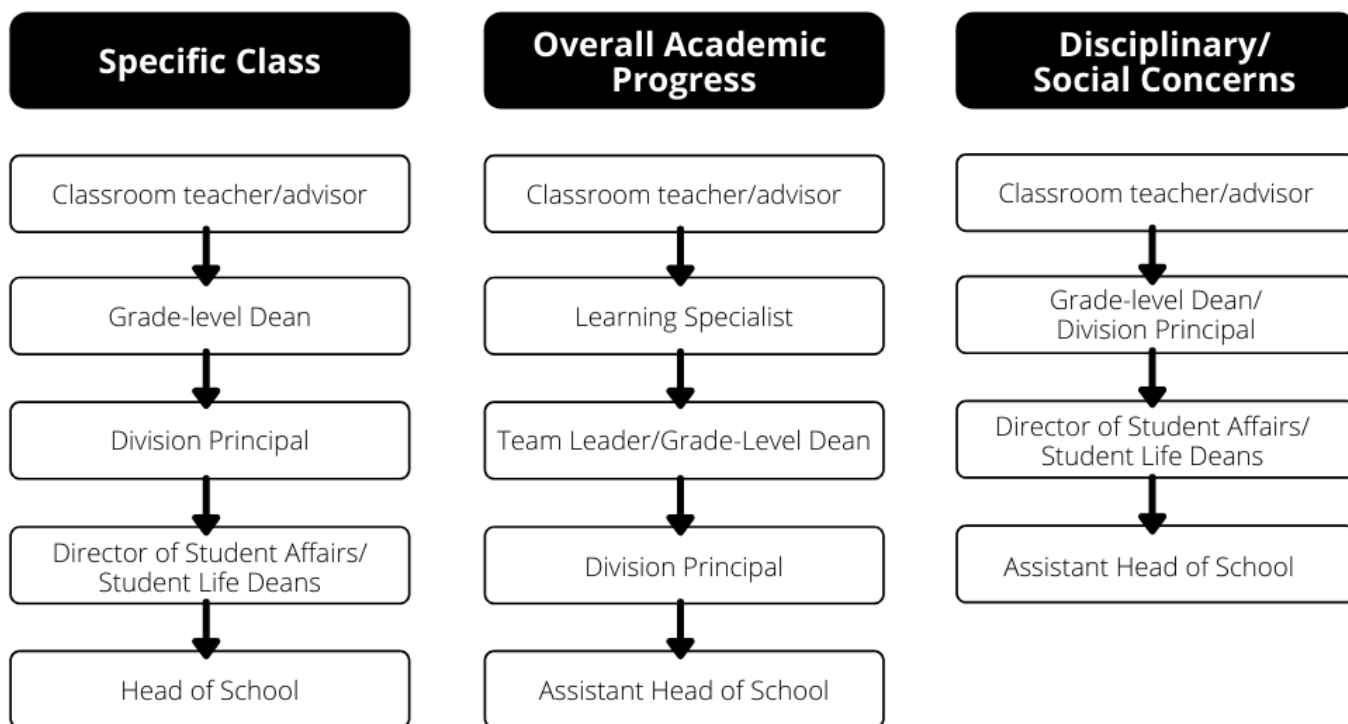 Specific Class
Classroom teacher/advisor
Grade-level Dean
Division Principal
Director of Student Affairs/
Student Life Deans
Head of School
Overall Academic
Progress
Classroom teacher/advisor
Learning Specialist
Team Leader/Grade-Level Dean
Division Principal
Assistant Head of School
Disciplinary/
Social Concerns
Classroom teacher/advisor
Grade-level Dean/
Division Principal
Director of Student Affairs/
Student Life Deans
Assistant Head of School